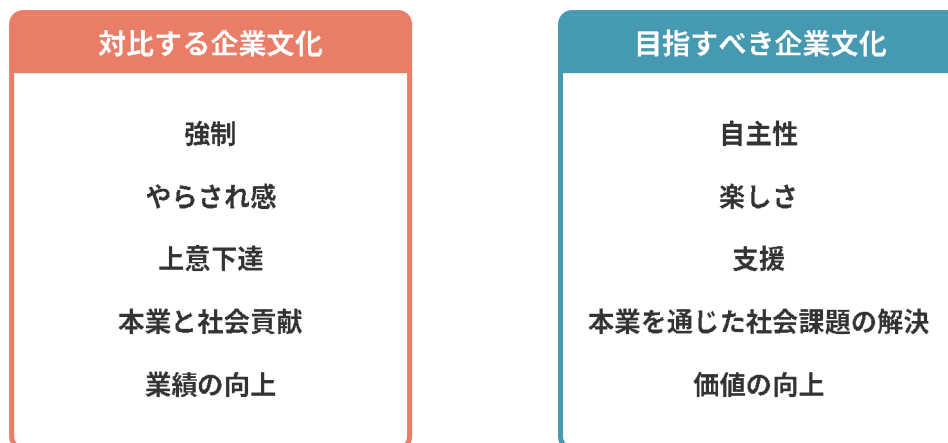 対比する企業文化
強制
やらされ感
上意下達
本業と社会貢献
業績の向上
目指すべき企業文化
自主性
楽しさ
支援
本業を通じた社会課題の解決
価値の向上